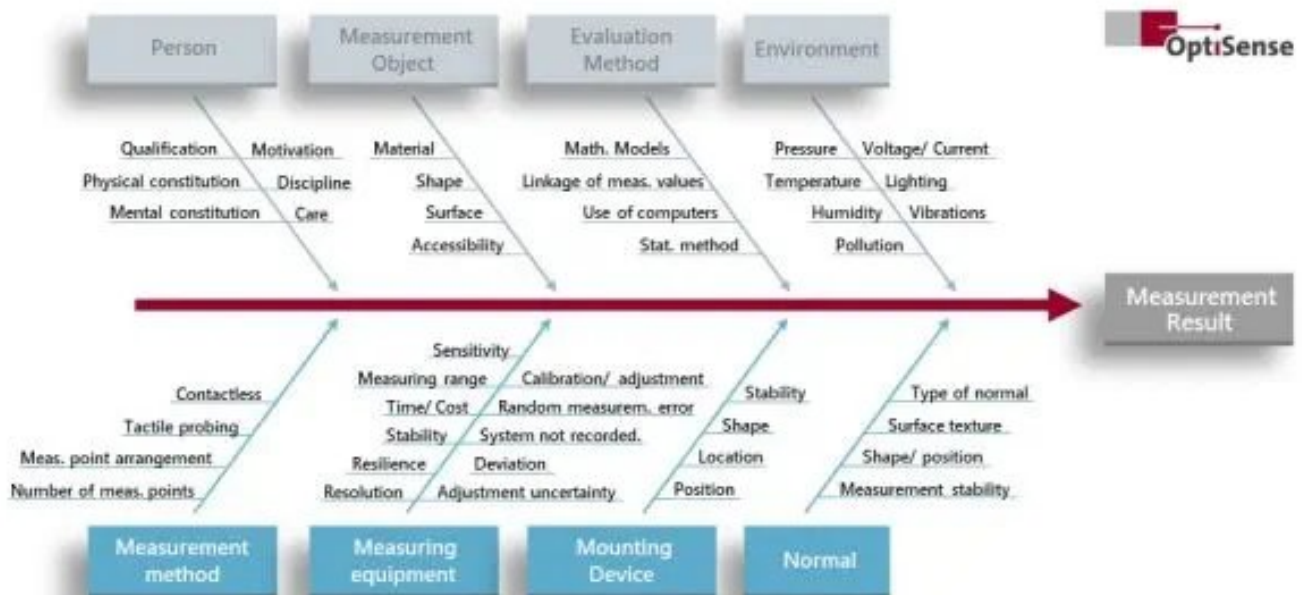 Person
Measurement
Object
Evaluation
Method
Environment
OptiSense
Qualification
Motivation
Physical constitution
Discipline
Mental constitution
Care
Material
Shape
Surface
Accessibility
Math. Models
Linkage of meas. values
Use of computers
Stat. method
Pressure
Voltage/ Current
Temperature
Lighting
Humidity
Vibrations
Pollution
Measurement
Result
Contactless
Tactile probing
Meas. point arrangement
Number of meas. points
Sensitivity
Measuring range
Calibration/ adjustment
Time/ Cost
Random measurem. error
Stability
System not recorded.
Resilience
Deviation
Resolution
Adjustment uncertainty
Stability
Shape
Location
Position
Type of normal
Surface texture
Shape/ position
Measurement stability
Measurement
method
Measuring
equipment
Mounting
Device
Normal